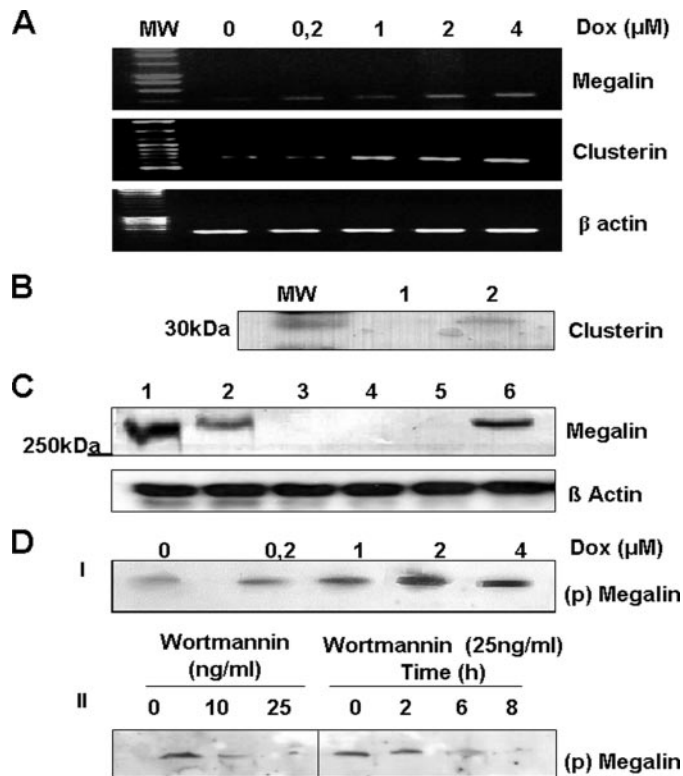 A
MW 0 0,2 1 2 4 Dox (µM)
Megalin
Clusterin
β actin
B
MW 1 2
30kDa Clusterin
C
1 2 3 4 5 6
Megalin
250kDa
ß Actin
D
0 0,2 1 2 4 Dox (µM)
I
(p) Megalin
Wortmannin Wortmannin (25ng/ml)
(ng/ml) Time (h)
II
0 10 25 0 2 6 8
(p) Megalin